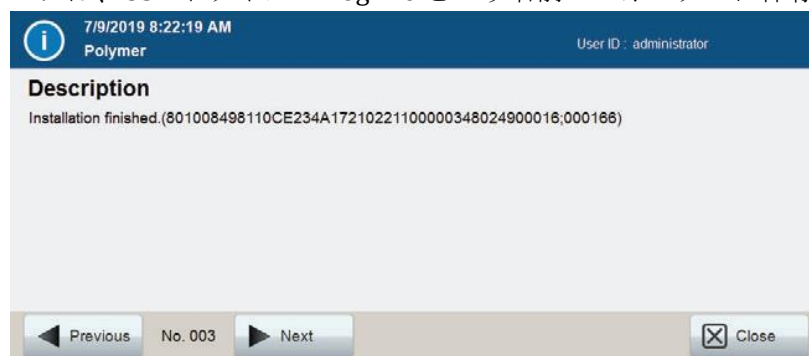 7/9/2019 8:22:19 AM
Polymer
User ID : administrator
Description
Installation finished.(801008498110CE234A17210221100000348024900016;000166)
Previous
No. 003
Next
Close